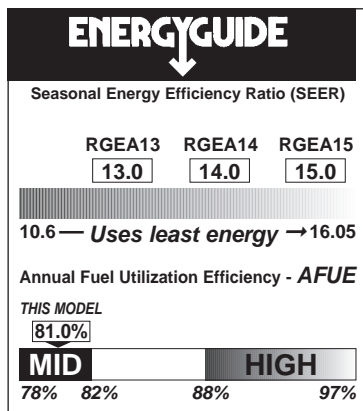 ENERGYGUIDE
Seasonal Energy Efficiency Ratio (SEER)
RGEA13 RGEA14 RGEA15
13.0 14.0 15.0
10.6 — Uses least energy → 16.05
Annual Fuel Utilization Efficiency - AFUE
THIS MODEL
81.0%
MID HIGH
78% 82% 88% 97%